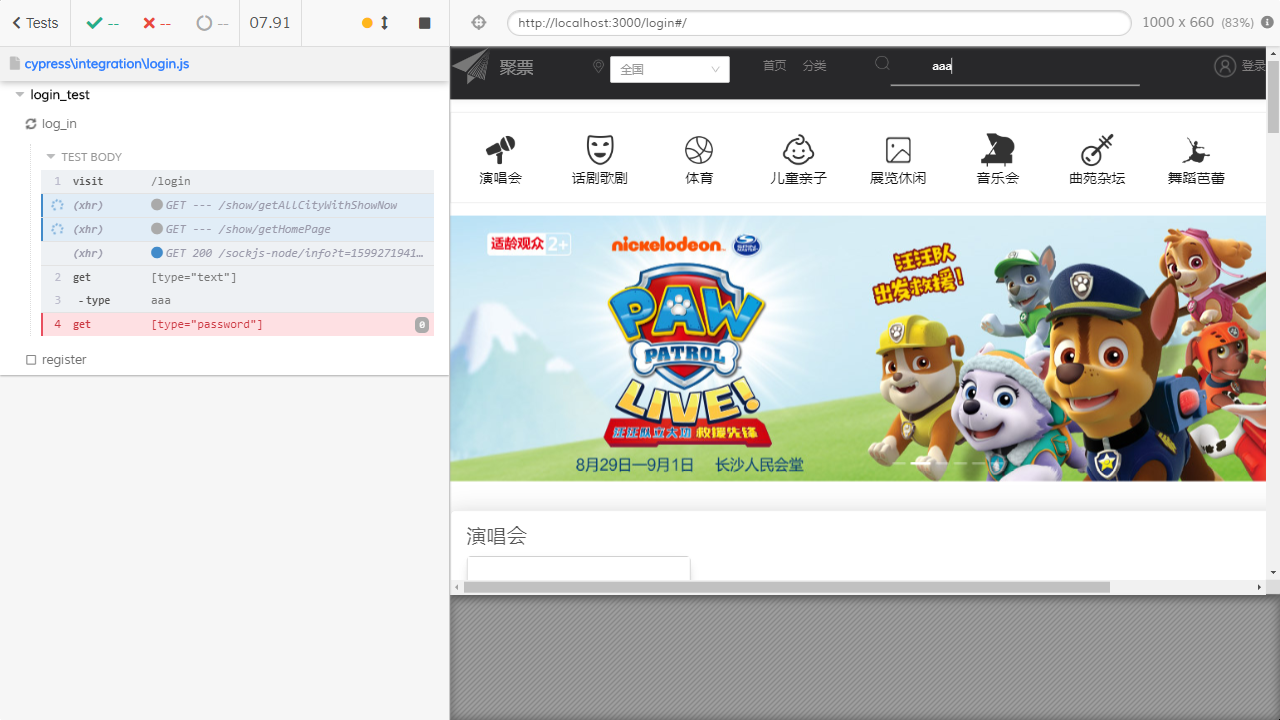 Tests
--
--
--
07.91
http://localhost:3000/login#/
1000 x 660 (83%)
cypress\integration\login.js
login_test
log_in
TEST BODY
1 visit /login
(xhr) GET --- /show/getAllCityWithShowNow
(xhr) GET --- /show/getHomePage
(xhr) GET 200 /sockjs-node/info?t=1599271941...
2 get [type="text"]
3 -type aaa
4 get [type="password"] 0
register
聚票
全国
首页 分类
aaa
登录
演唱会 话剧歌剧 体育 儿童亲子 展览休闲 音乐会 曲苑杂坛 舞蹈芭蕾
适龄观众 2+
nickelodeon
汪汪队
出发救援！
PAW
PATROL
LIVE!
汪汪队立大功 救援先锋
8月29日—9月1日 长沙人民会堂
演唱会